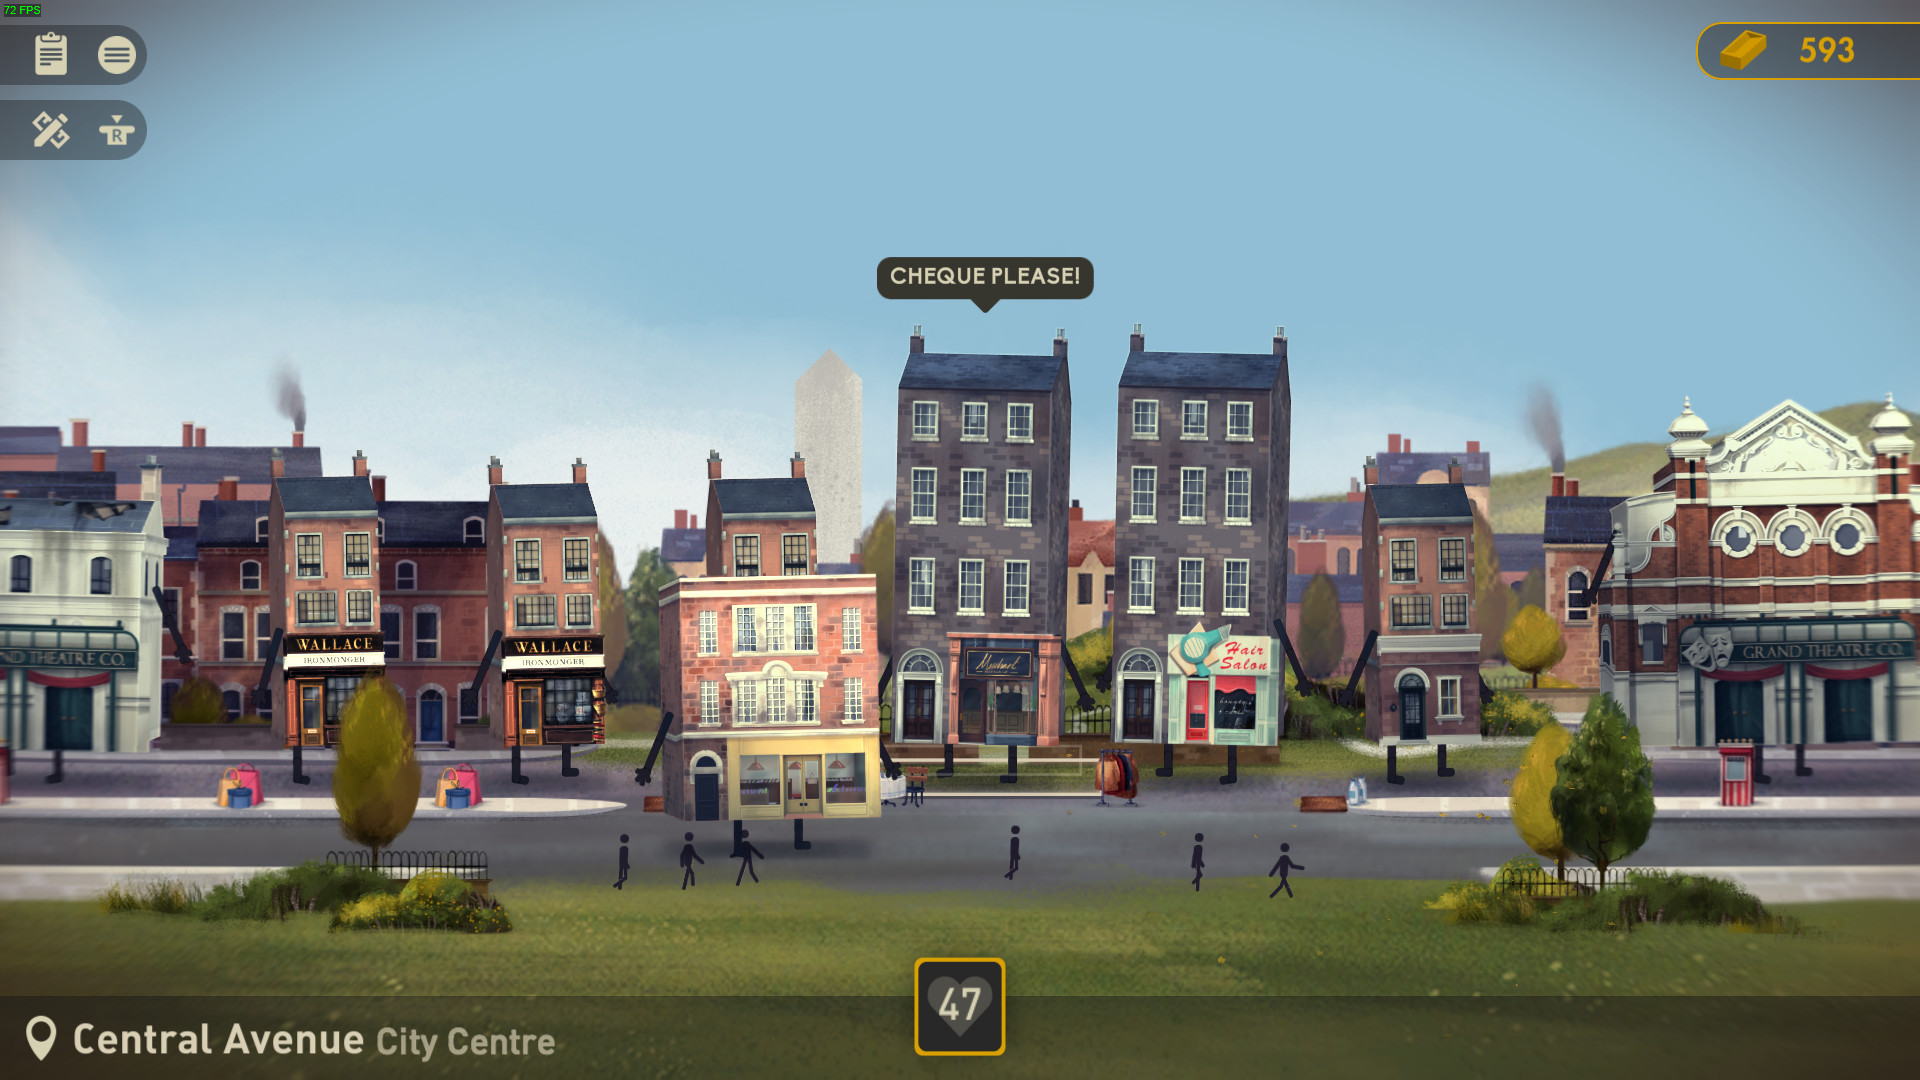 72 FPS
R
593
CHEQUE PLEASE!
WALLACE
IRONMONGER
WALLACE
IRONMONGER
Hair
Salon
ND THEATRE CO.
GRAND THEATRE CO.
47
Central Avenue City Centre